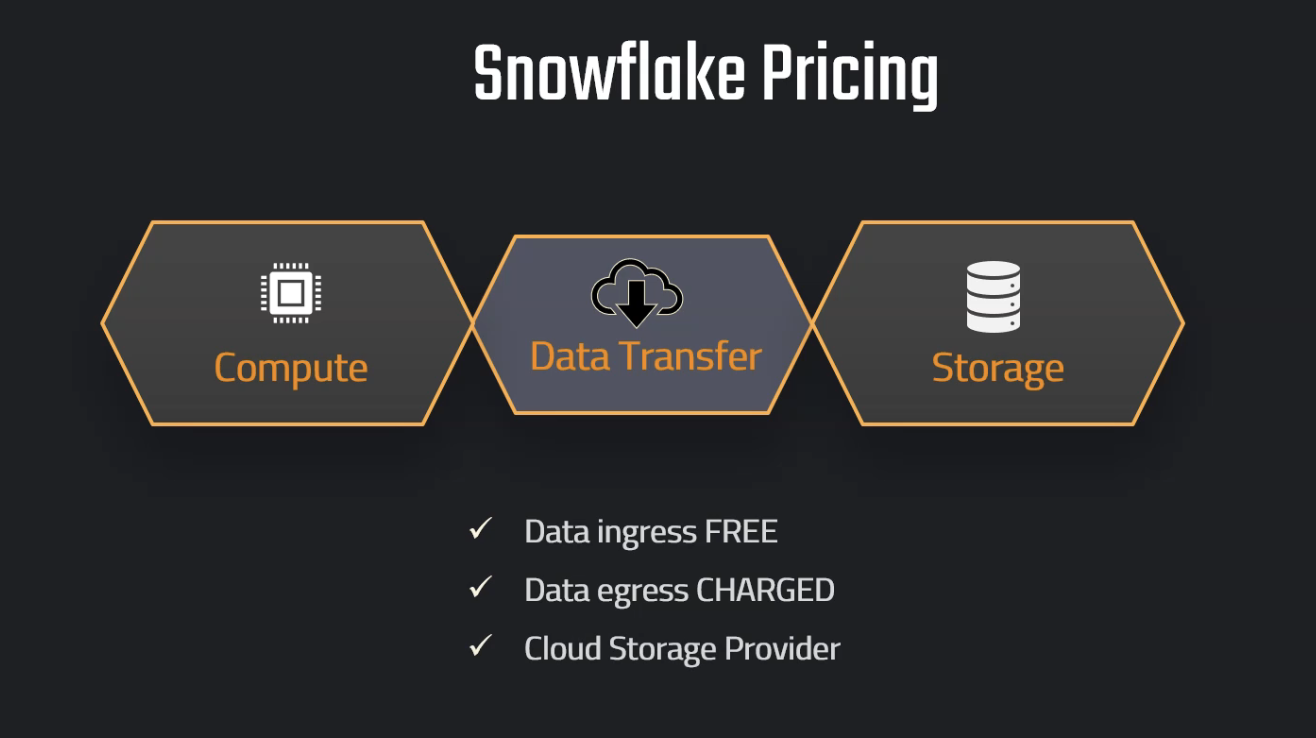 Snowflake Pricing
Compute
Data Transfer
Storage
✓ Data ingress FREE
✓ Data egress CHARGED
✓ Cloud Storage Provider